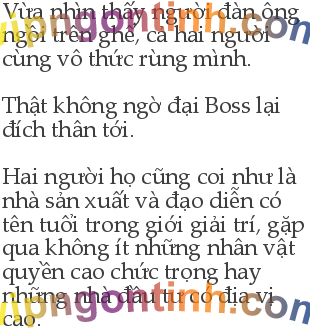 Vừa nhìn thấy người đàn ông
ngồi trên ghế, cả hai người
cùng vô thức rùng mình.
Thật không ngờ đại Boss lại
đích thân tới.
Hai người họ cũng coi như là
nhà sản xuất và đạo diễn có
tên tuổi trong giới giải trí, gặp
qua không ít những nhân vật
quyền cao chức trọng hay
những nhà đầu tư có địa vị
cao.
vipngontinh.com
vipngontinh.com